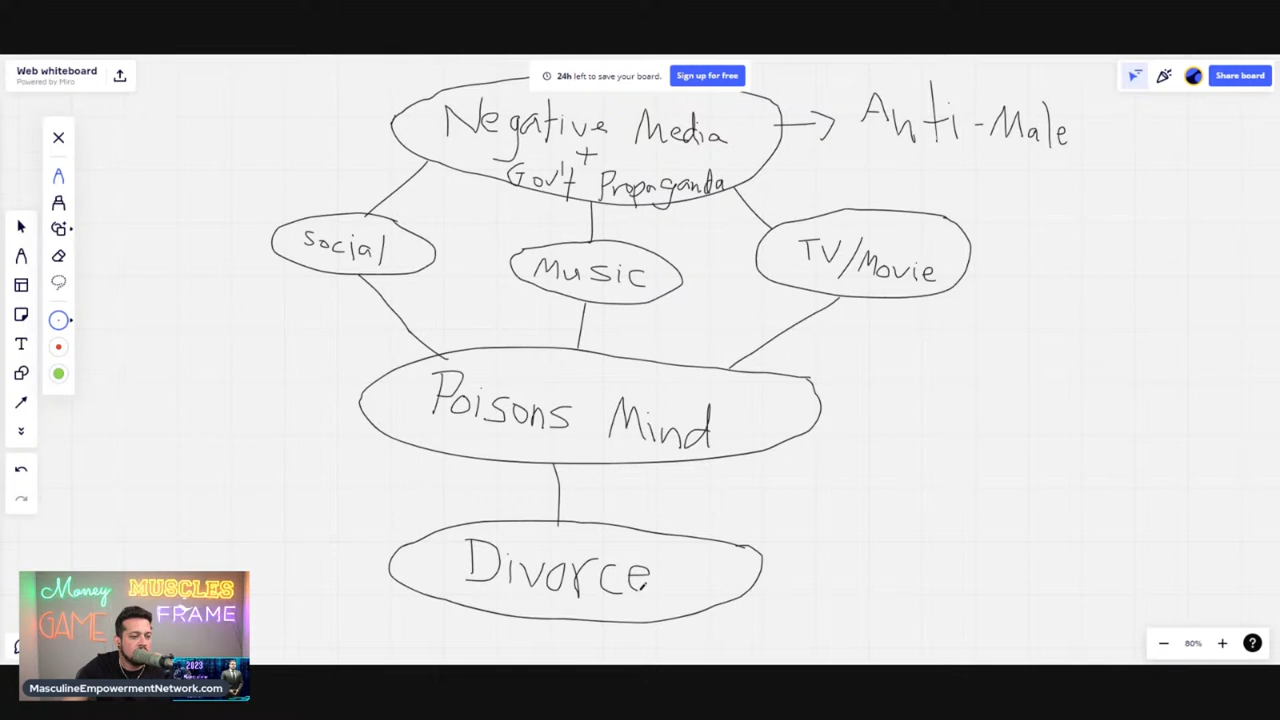 Web whiteboard
Powered by Miro
24h left to save your board.
Sign up for free
Share board
Negative Media
+
Gov't Propaganda
Anti-Male
Social
Music
TV/Movie
Poisons Mind
Divorce
Money
MUSCLES
GAME
FRAME
2023
MasculineEmpowermentNetwork.com
80%